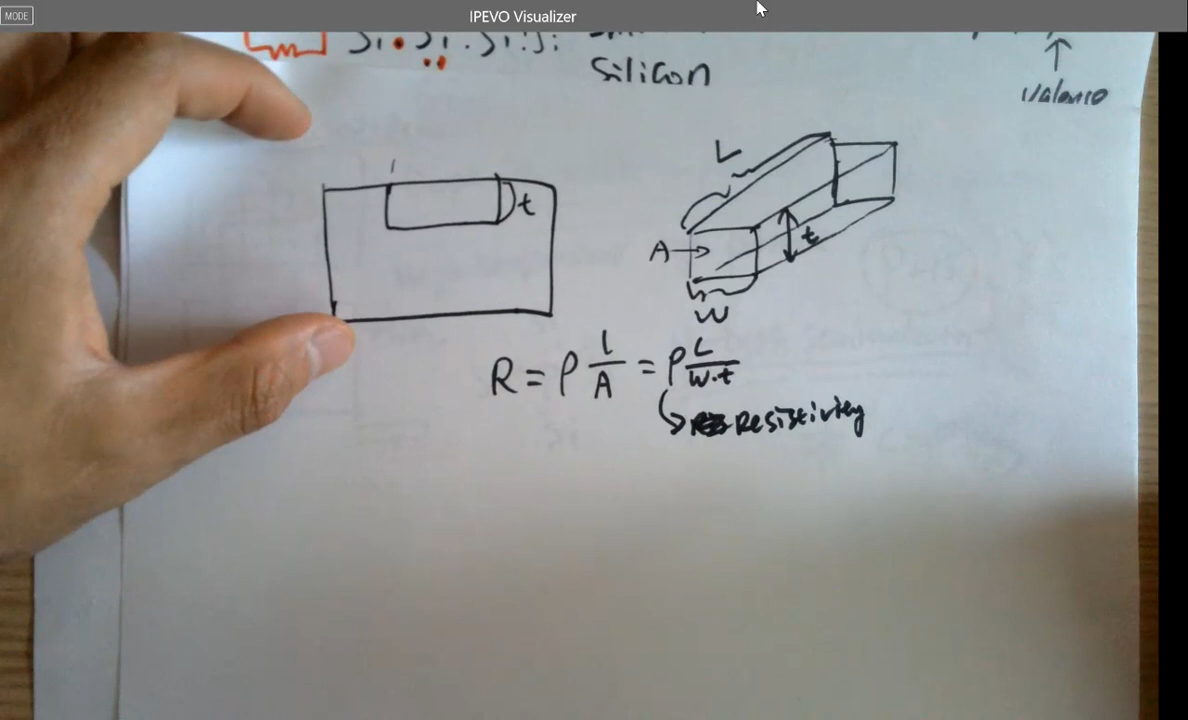 MODE
IPEVO Visualizer
Silicon
Valence
t
L
A
t
W
R = ρ l/A = ρ L/W·t
Resistivity